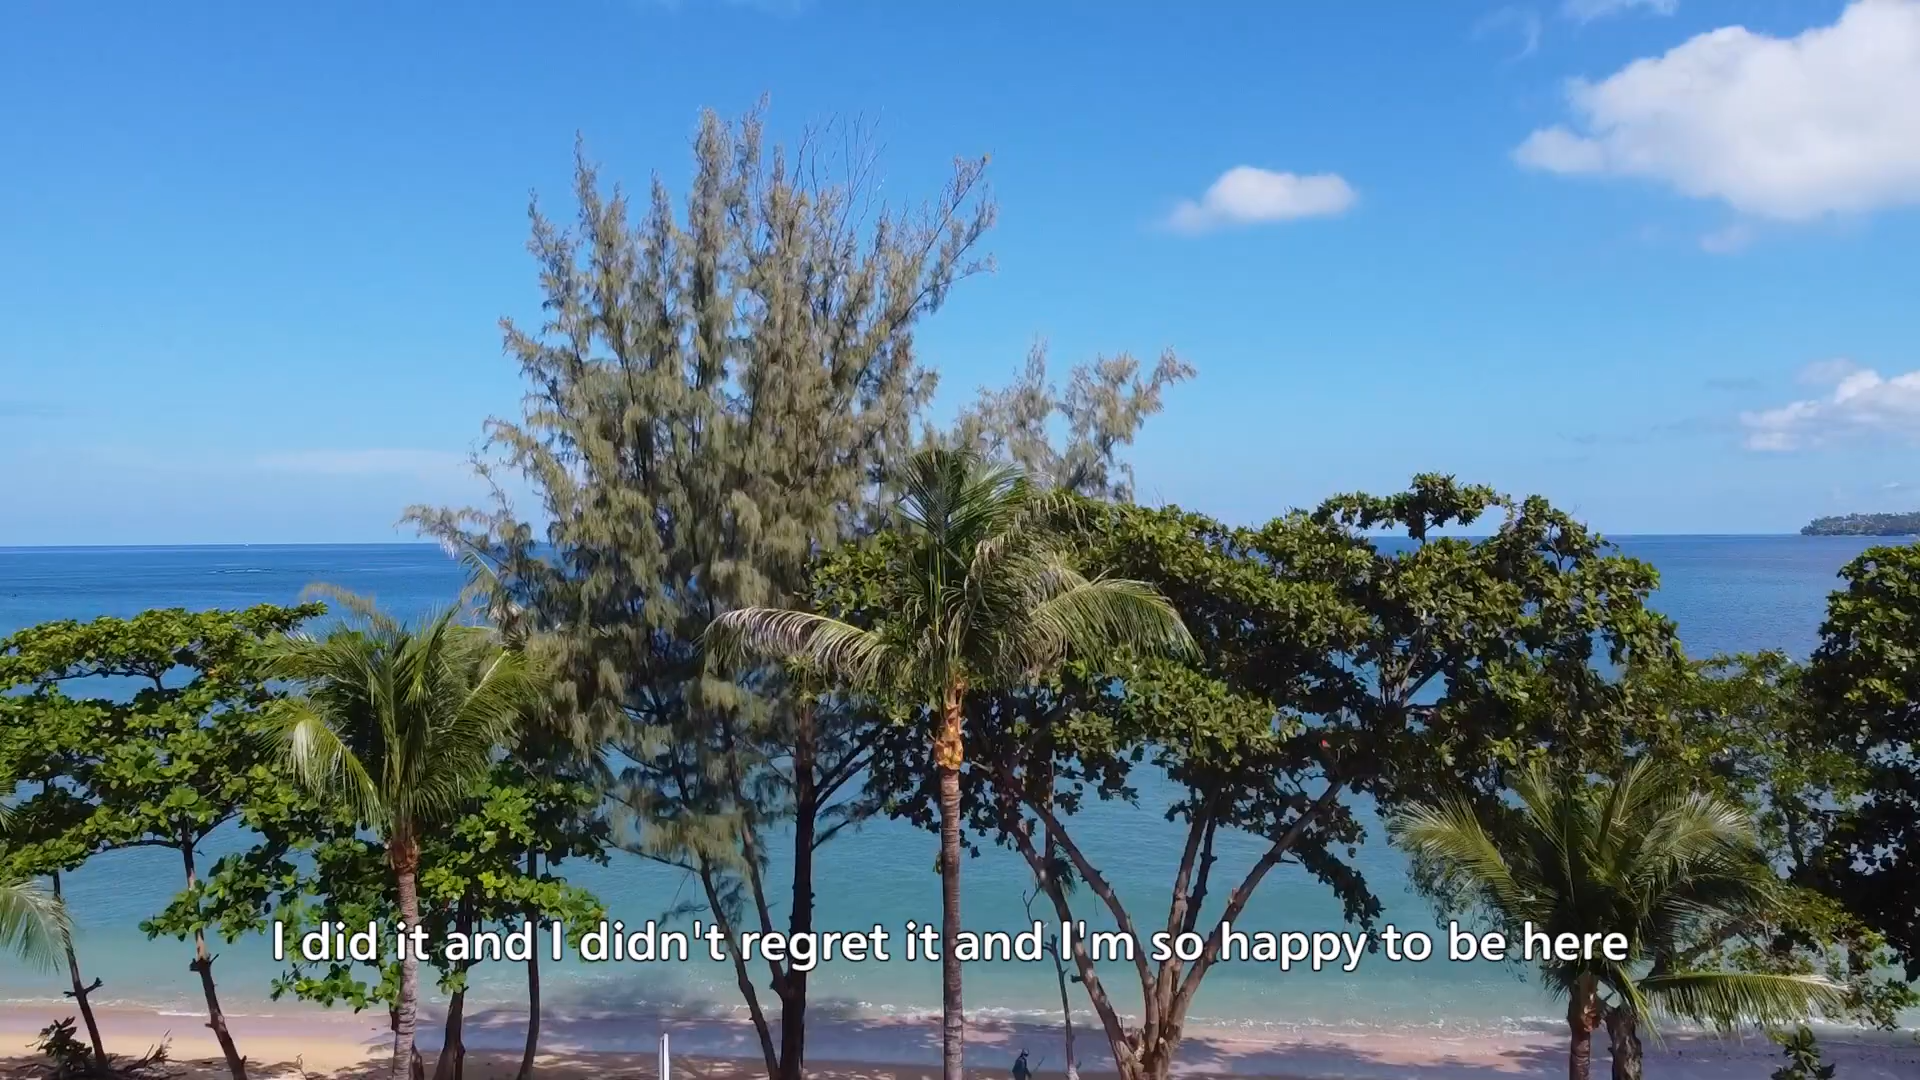 I did it and I didn't regret it and I'm so happy to be here